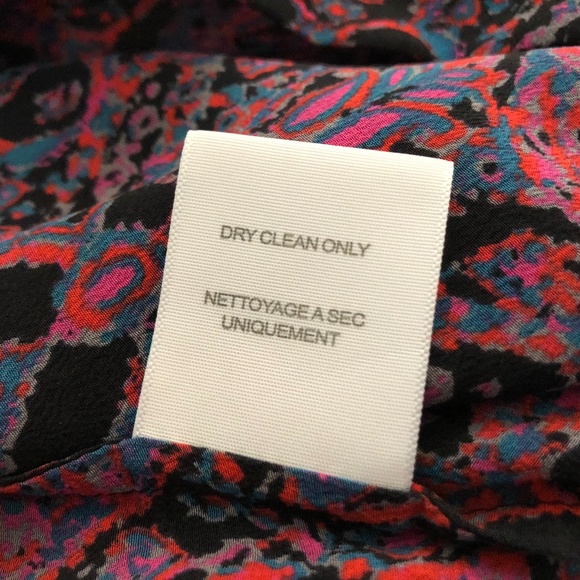 DRY CLEAN ONLY
NETTOYAGE A SEC
UNIQUEMENT